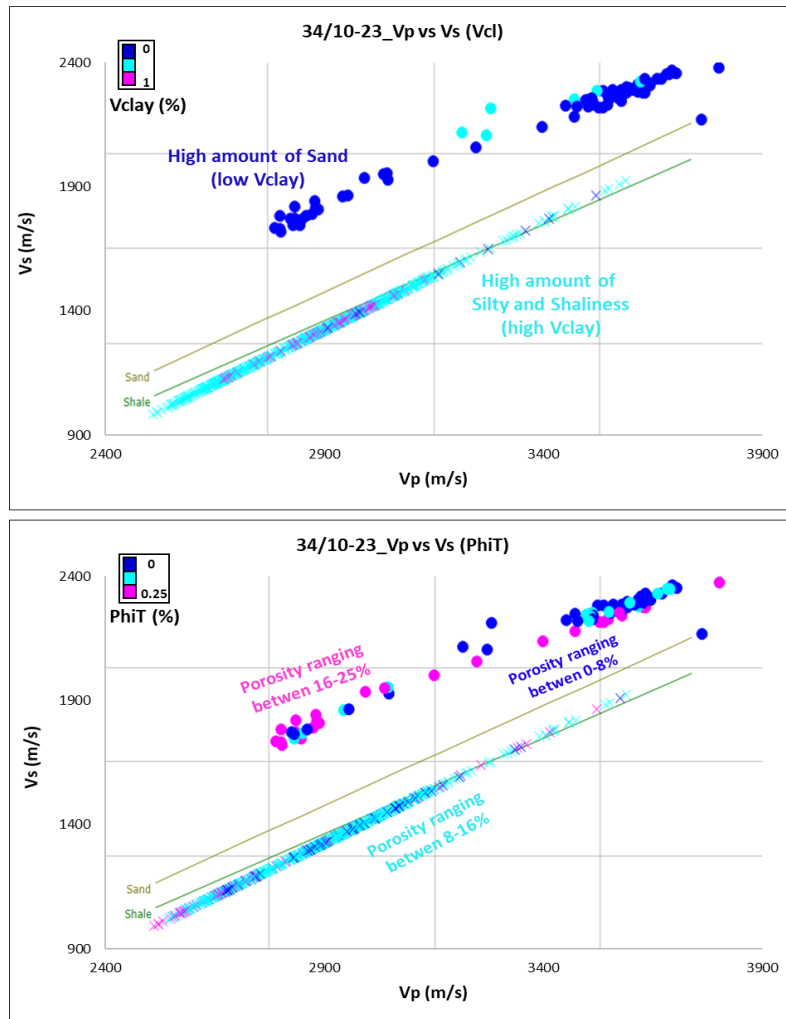 34/10-23_Vp vs Vs (Vcl)
0
1
Vclay (%)
2400
1900
1400
900
Vs (m/s)
High amount of Sand
(low Vclay)
High amount of
Silty and Shaliness
(high Vclay)
Sand
Shale
2400
2900
3400
3900
Vp (m/s)
34/10-23_Vp vs Vs (PhiT)
0
0.25
PhiT (%)
2400
1900
1400
900
Vs (m/s)
Porosity ranging
betwen 16-25%
Porosity ranging
betwen 0-8%
Porosity ranging
betwen 8-16%
Sand
Shale
2400
2900
3400
3900
Vp (m/s)